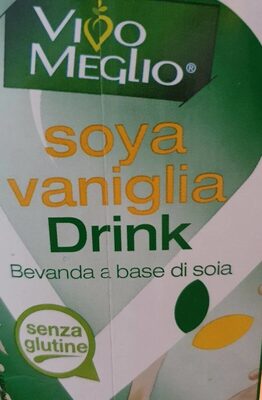 VIVO
MEGLIO®
soya
vaniglia
Drink
Bevanda a base di soia
senza
glutine